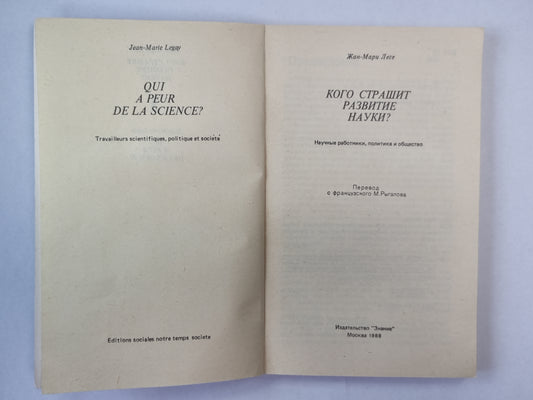 Jean-Marie Legay
QUI
A PEUR
DE LA SCIENCE?
Travailleurs scientifiques, politique et société
Editions sociales notre temps societe
Жан-Мари Леге
КОГО СТРАШИТ
РАЗВИТИЕ
НАУКИ?
Научные работники, политика и общество
Перевод
с французского М.Рыгалова
Издательство "Знание"
Москва 1988